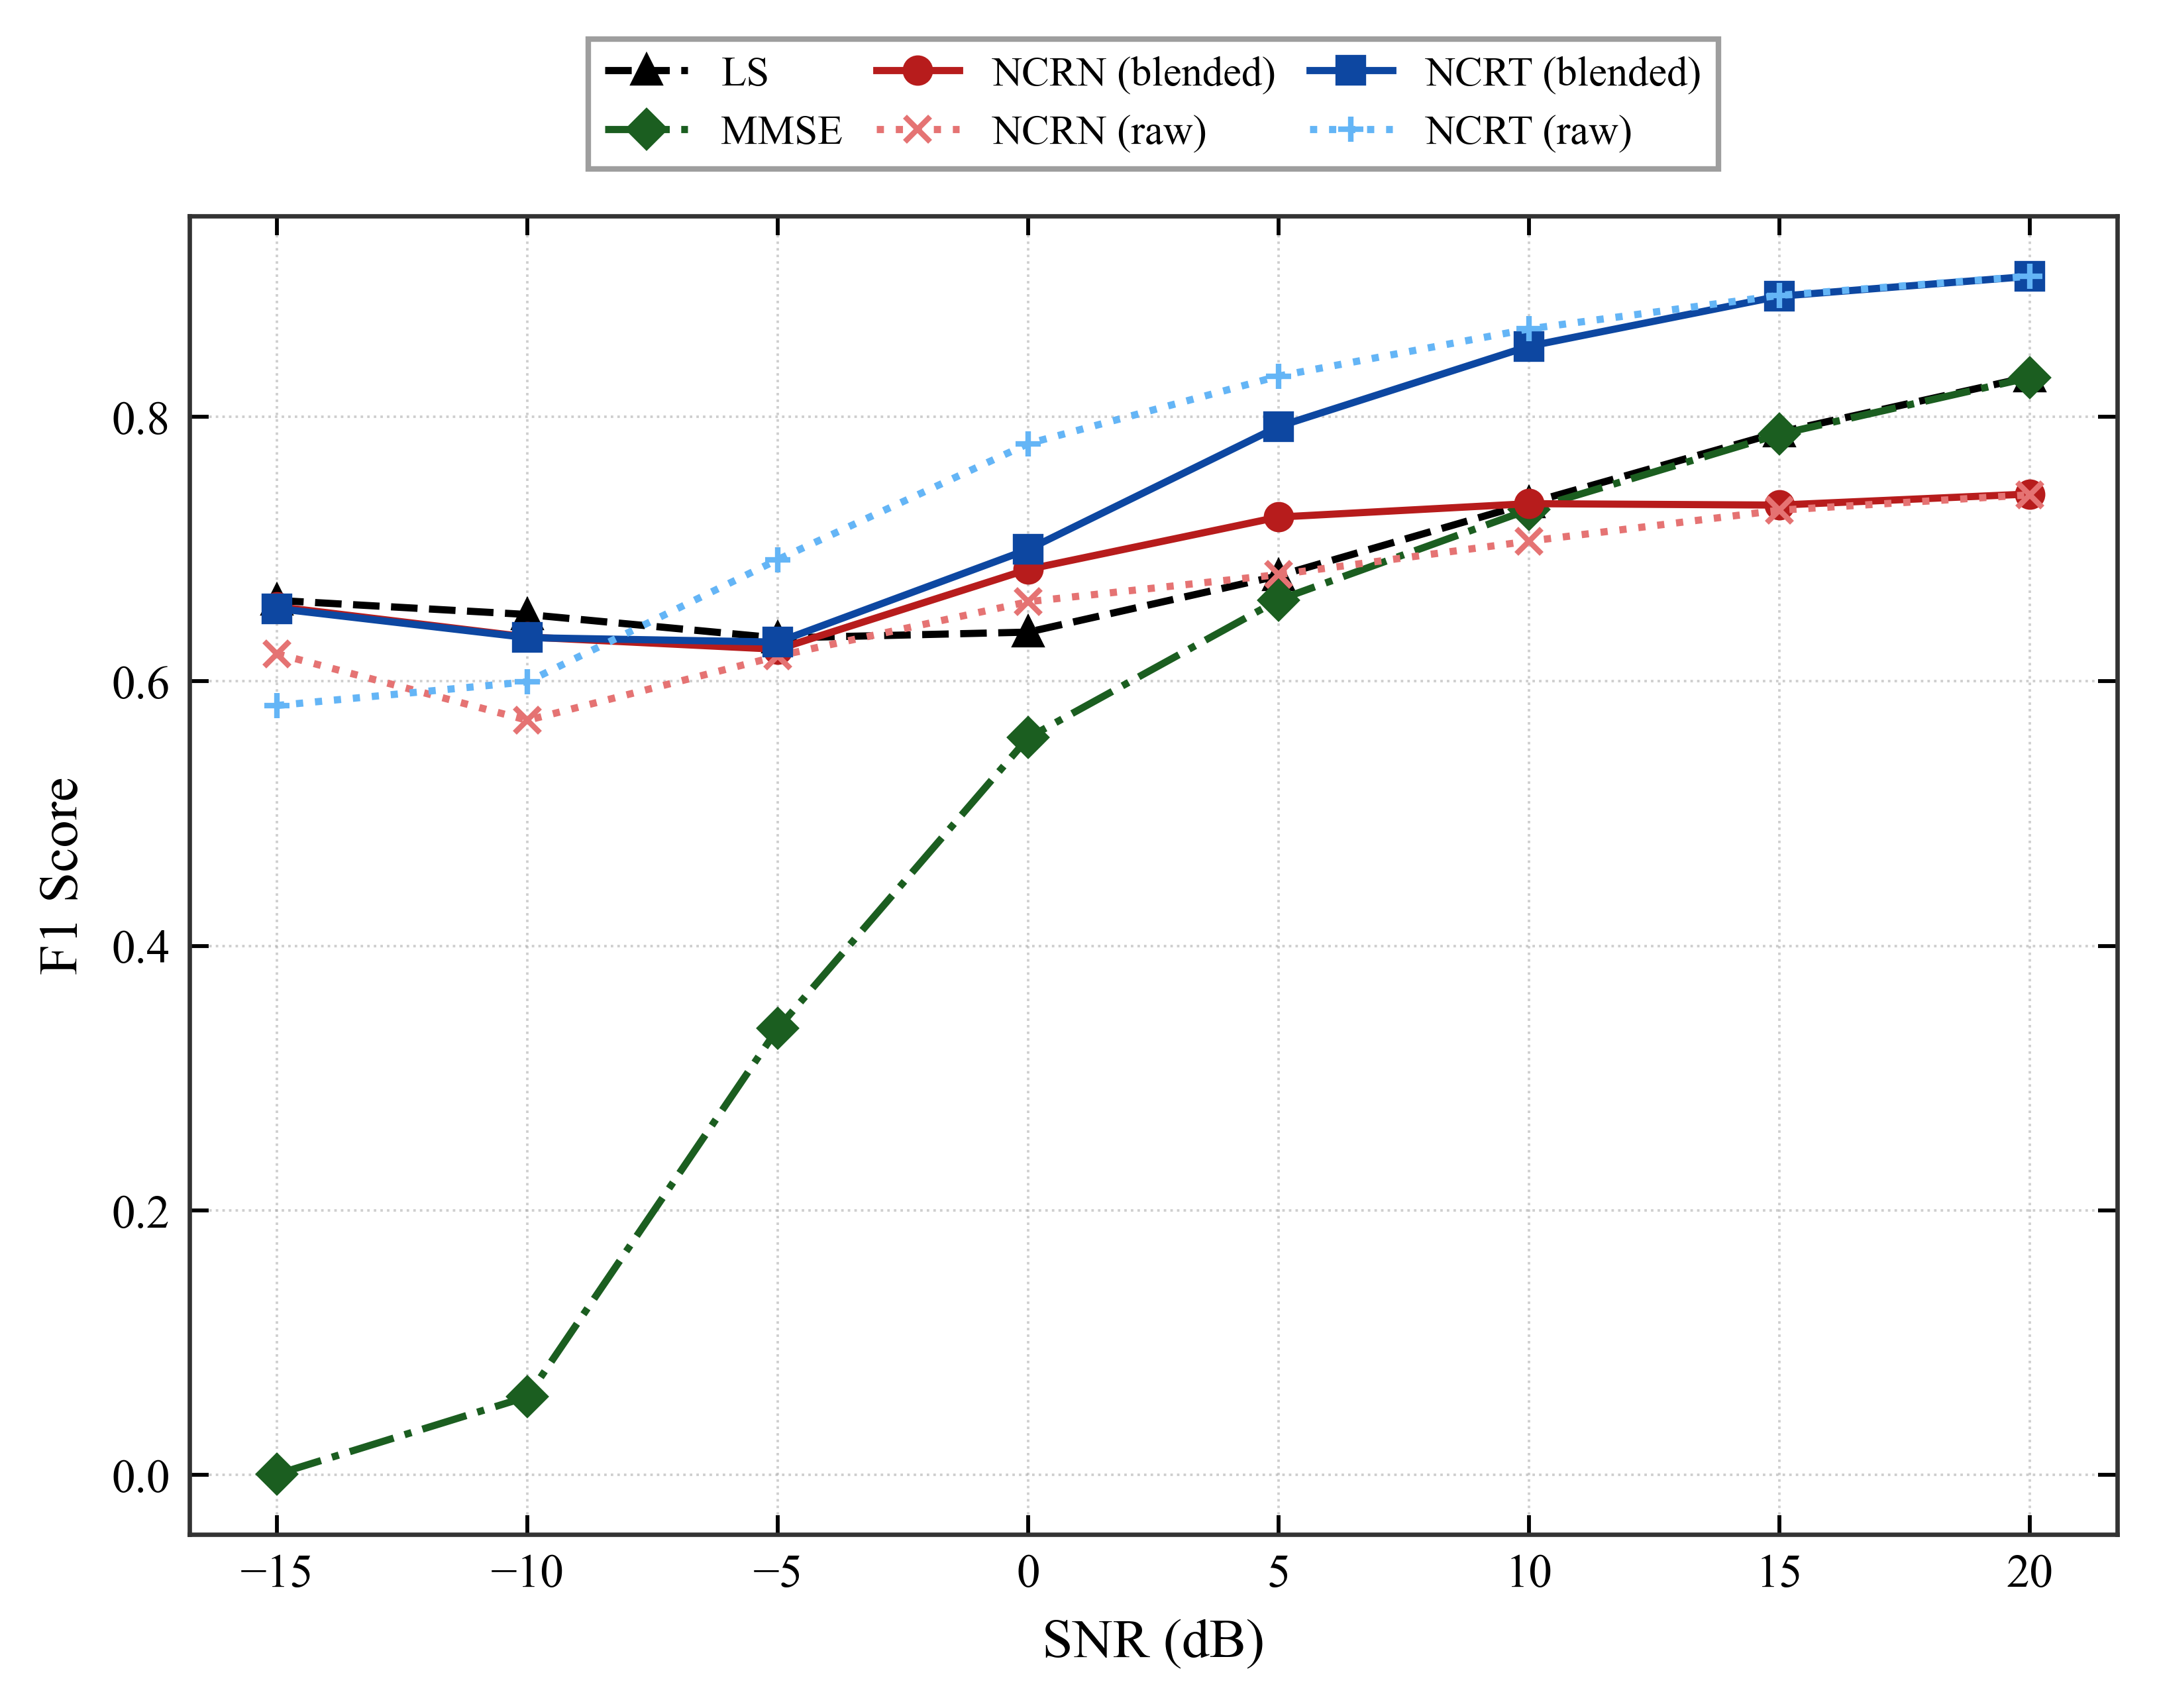 LS
NCRN (blended)
NCRT (blended)
MMSE
NCRN (raw)
NCRT (raw)
F1 Score
0.8
0.6
0.4
0.2
0.0
−15
−10
−5
0
5
10
15
20
SNR (dB)